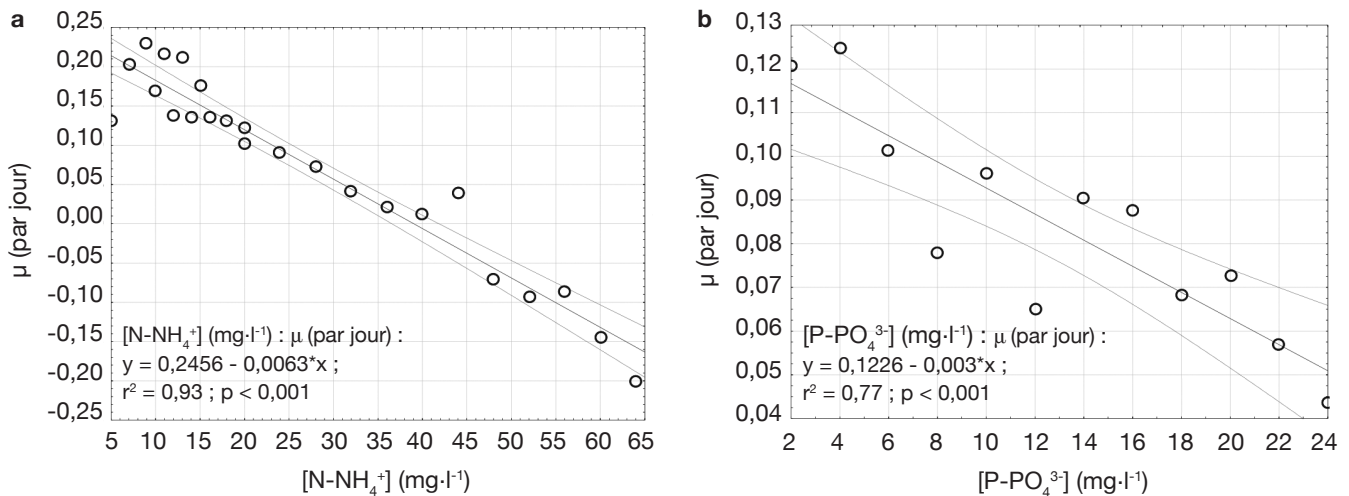 a
0,25
0,20
0,15
0,10
0,05
0,00
-0,05
-0,10
-0,15
-0,20
-0,25
µ (par jour)
[N-NH₄⁺] (mg·l⁻¹) : µ (par jour) :
y = 0,2456 - 0,0063*x ;
r² = 0,93 ; p < 0,001
5 10 15 20 25 30 35 40 45 50 55 60 65
[N-NH₄⁺] (mg·l⁻¹)
b
0,13
0,12
0,11
0,10
0,09
0,08
0,07
0,06
0,05
0,04
µ (par jour)
[P-PO₄³⁻] (mg·l⁻¹) : µ (par jour) :
y = 0,1226 - 0,003*x ;
r² = 0,77 ; p < 0,001
2 4 6 8 10 12 14 16 18 20 22 24
[P-PO₄³⁻] (mg·l⁻¹)